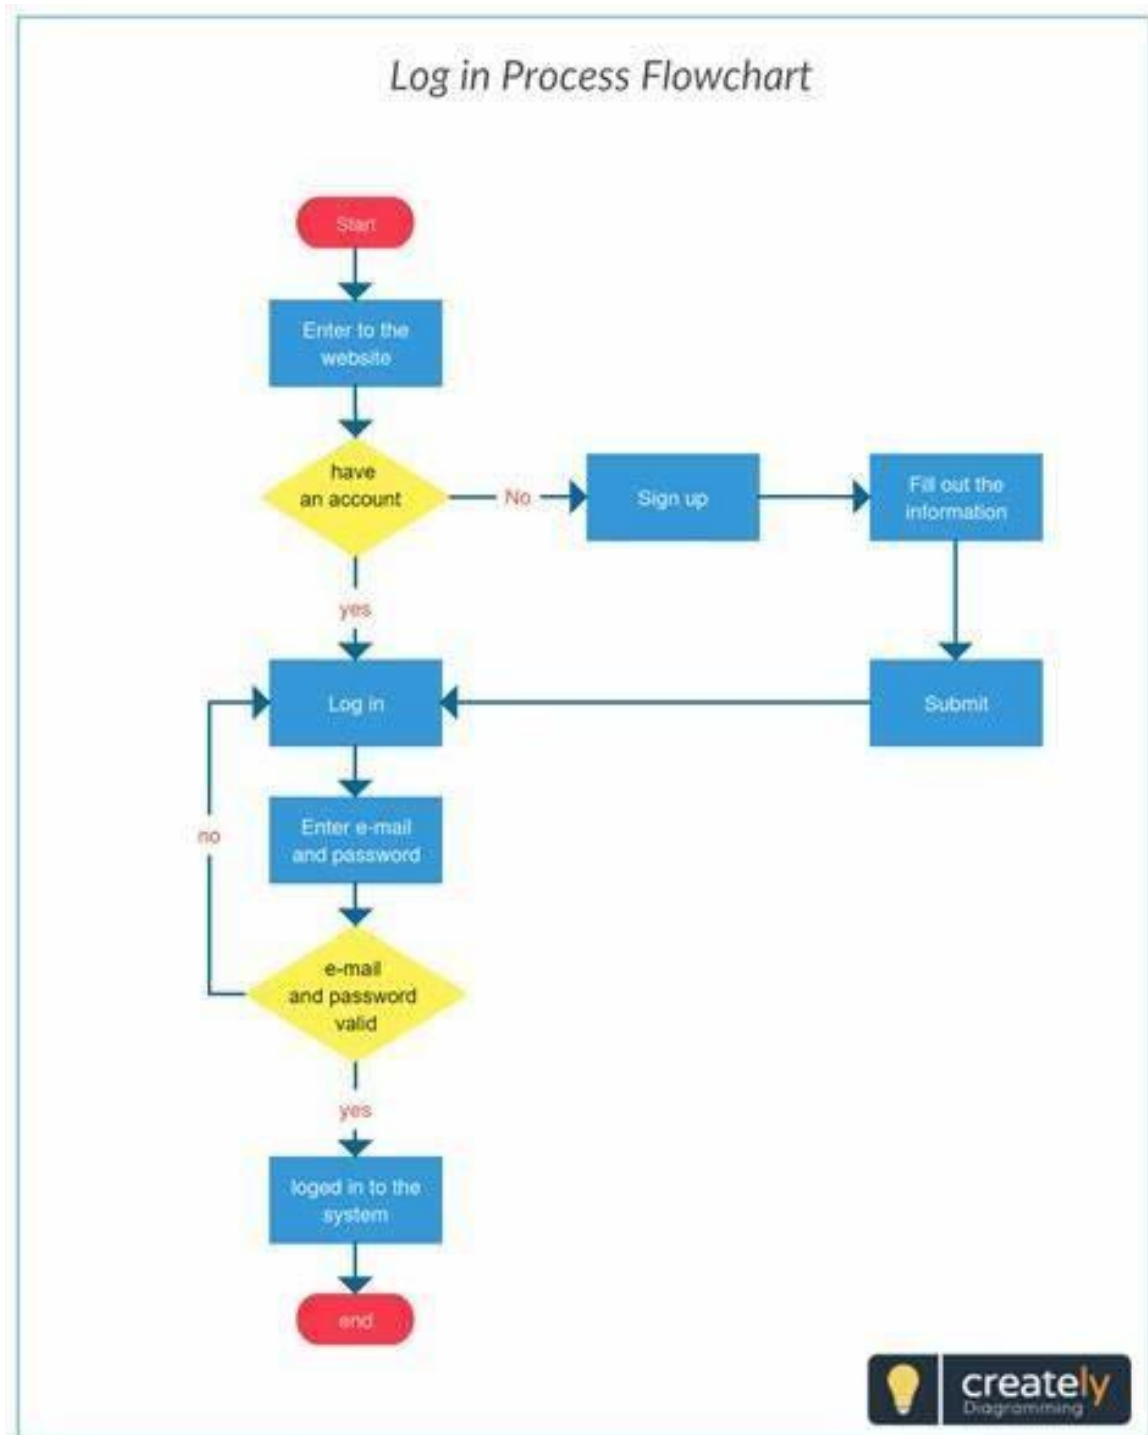 Log in Process Flowchart
Start
Enter to the
website
have
an account
No
Sign up
Fill out the
information
yes
Log in
Submit
no
Enter e-mail
and password
e-mail
and password
valid
yes
loged in to the
system
end
creately
Diagramming